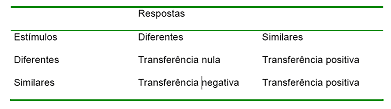 Respostas
Estímulos Diferentes Similares
Diferentes Transferência nula Transferência positiva
Similares Transferência negativa Transferência positiva